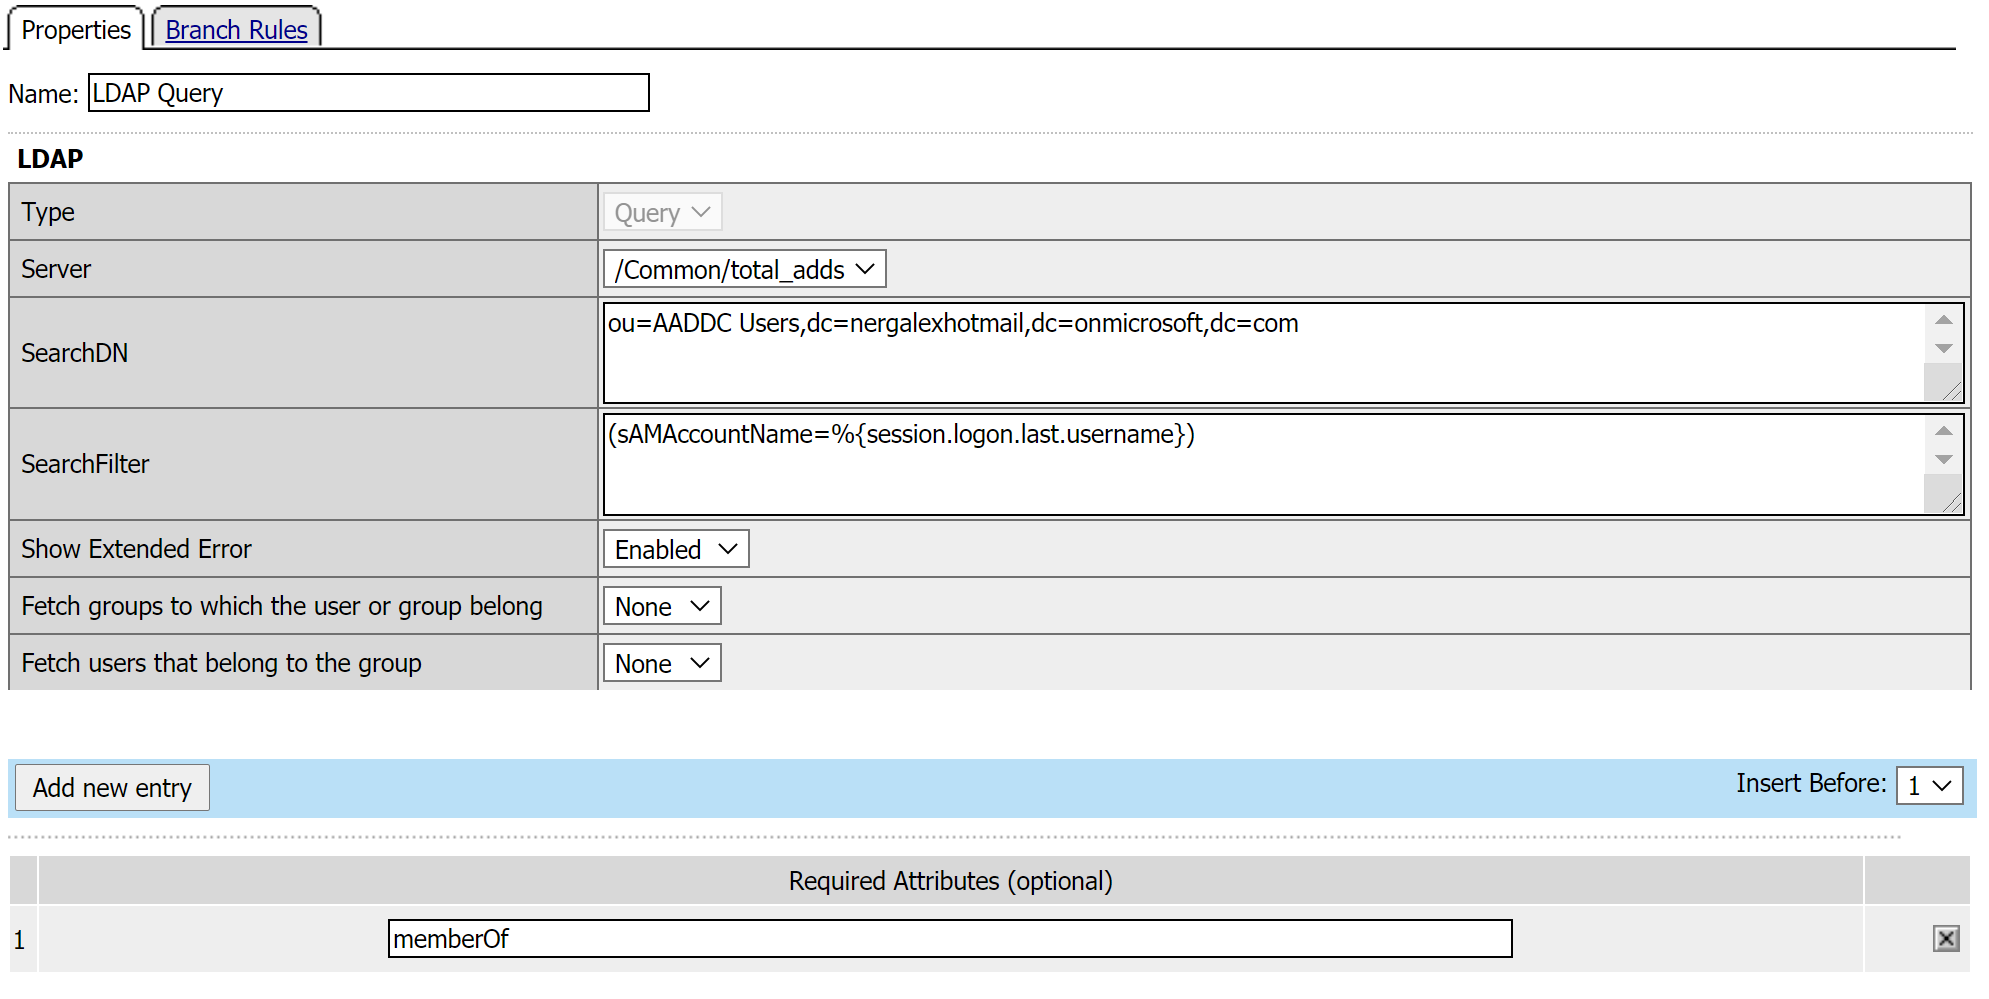 Properties Branch Rules
Name: LDAP Query
LDAP
Type Query
Server /Common/total_adds
SearchDN ou=AADDC Users,dc=nergalexhotmail,dc=onmicrosoft,dc=com
SearchFilter (sAMAccountName=%{session.logon.last.username})
Show Extended Error Enabled
Fetch groups to which the user or group belong None
Fetch users that belong to the group None
Add new entry Insert Before: 1
Required Attributes (optional)
1 memberOf